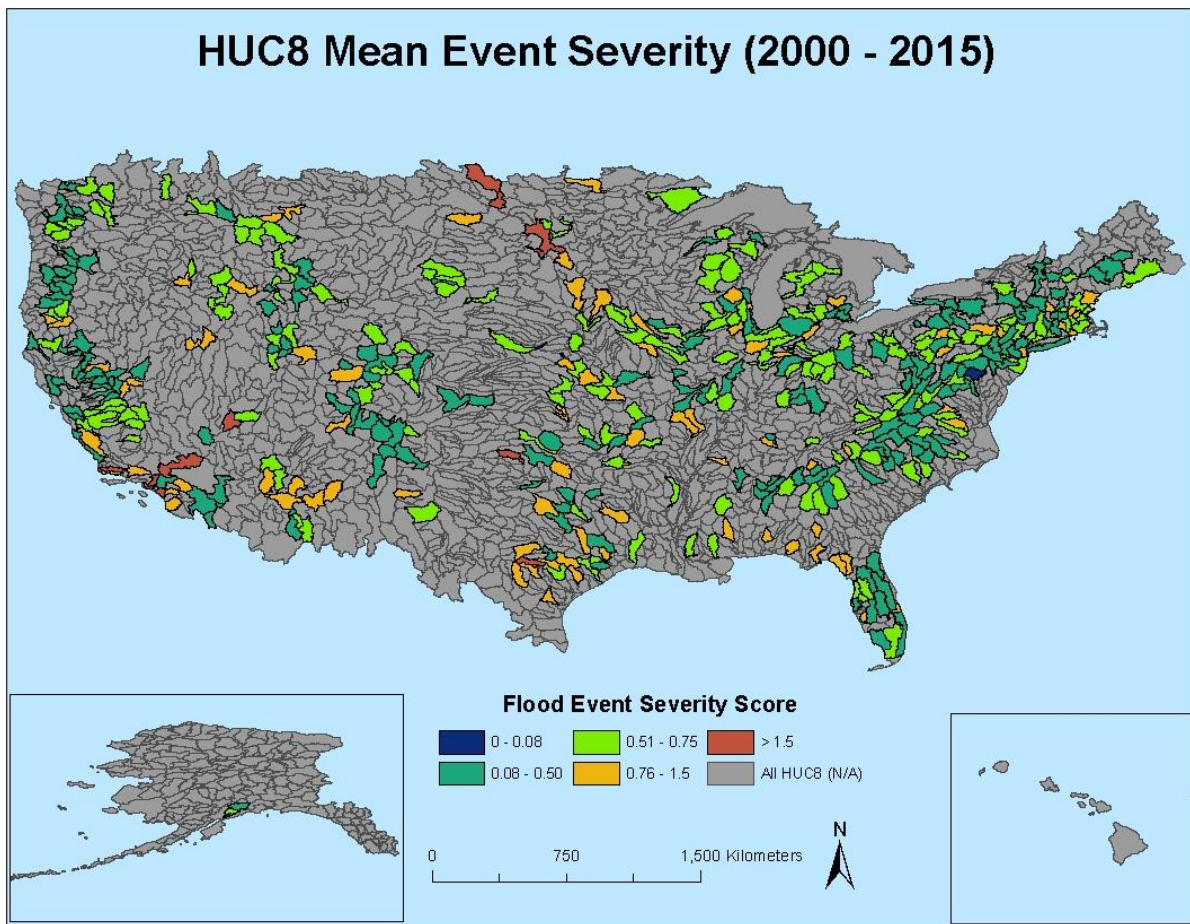 HUC8 Mean Event Severity (2000 - 2015)
Flood Event Severity Score
0 - 0.08
0.51 - 0.75
> 1.5
0.08 - 0.50
0.76 - 1.5
All HUC8 (N/A)
N
0 750 1,500 Kilometers